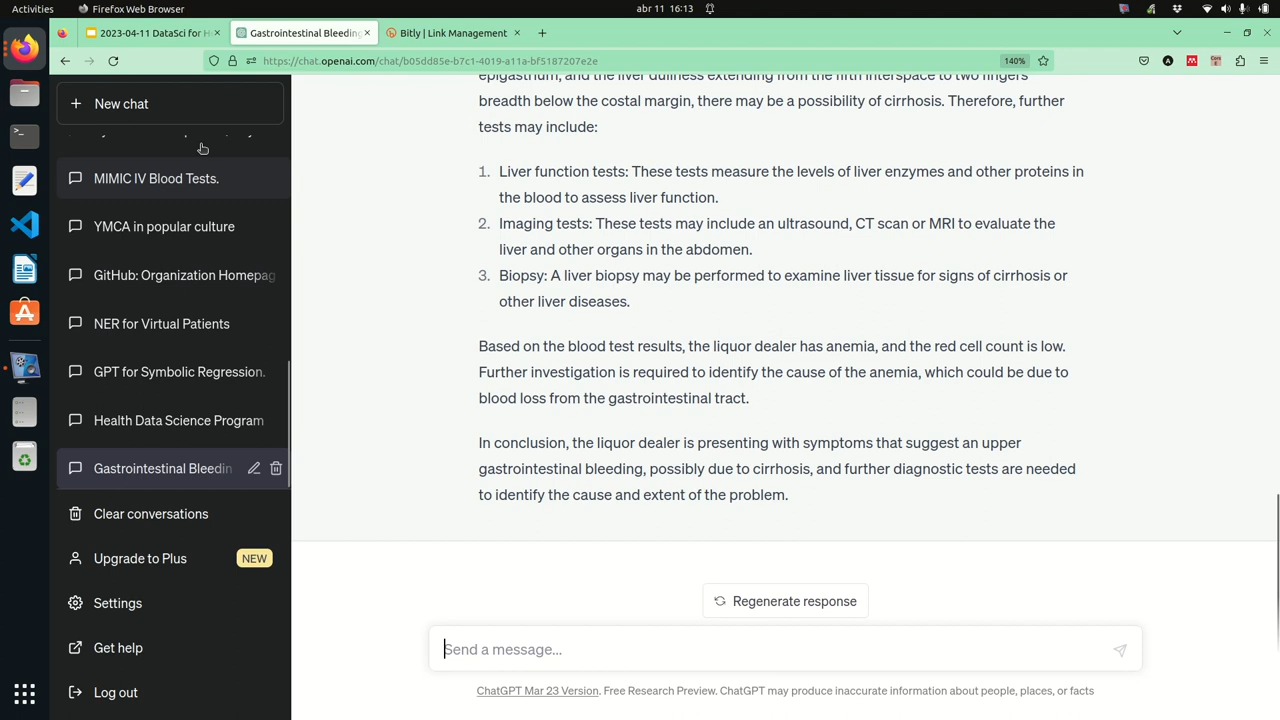 Activities
Firefox Web Browser
abr 11 16:13
2023-04-11 DataSci for H
Gastrointestinal Bleeding
Bitly | Link Management
https://chat.openai.com/chat/b05dd85e-b7c1-4019-a11a-bf5187207e2e
140%
New chat
MIMIC IV Blood Tests.
YMCA in popular culture
GitHub: Organization Homepag
NER for Virtual Patients
GPT for Symbolic Regression.
Health Data Science Program
Gastrointestinal Bleedin
Clear conversations
Upgrade to Plus
NEW
Settings
Get help
Log out
epigastrium, and the liver dullness extending from the fifth interspace to two fingers
breadth below the costal margin, there may be a possibility of cirrhosis. Therefore, further
tests may include:
1. Liver function tests: These tests measure the levels of liver enzymes and other proteins in
the blood to assess liver function.
2. Imaging tests: These tests may include an ultrasound, CT scan or MRI to evaluate the
liver and other organs in the abdomen.
3. Biopsy: A liver biopsy may be performed to examine liver tissue for signs of cirrhosis or
other liver diseases.
Based on the blood test results, the liquor dealer has anemia, and the red cell count is low.
Further investigation is required to identify the cause of the anemia, which could be due to
blood loss from the gastrointestinal tract.
In conclusion, the liquor dealer is presenting with symptoms that suggest an upper
gastrointestinal bleeding, possibly due to cirrhosis, and further diagnostic tests are needed
to identify the cause and extent of the problem.
Regenerate response
Send a message...
ChatGPT Mar 23 Version. Free Research Preview. ChatGPT may produce inaccurate information about people, places, or facts